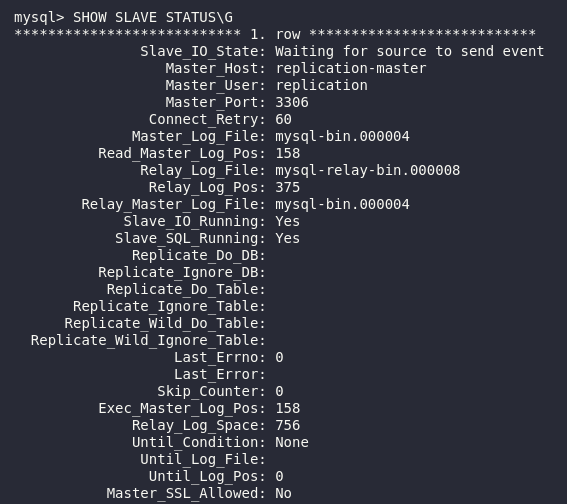 mysql> SHOW SLAVE STATUS\G
*************************** 1. row ***************************
Slave_IO_State: Waiting for source to send event
Master_Host: replication-master
Master_User: replication
Master_Port: 3306
Connect_Retry: 60
Master_Log_File: mysql-bin.000004
Read_Master_Log_Pos: 158
Relay_Log_File: mysql-relay-bin.000008
Relay_Log_Pos: 375
Relay_Master_Log_File: mysql-bin.000004
Slave_IO_Running: Yes
Slave_SQL_Running: Yes
Replicate_Do_DB:
Replicate_Ignore_DB:
Replicate_Do_Table:
Replicate_Ignore_Table:
Replicate_Wild_Do_Table:
Replicate_Wild_Ignore_Table:
Last_Errno: 0
Last_Error:
Skip_Counter: 0
Exec_Master_Log_Pos: 158
Relay_Log_Space: 756
Until_Condition: None
Until_Log_File:
Until_Log_Pos: 0
Master_SSL_Allowed: No